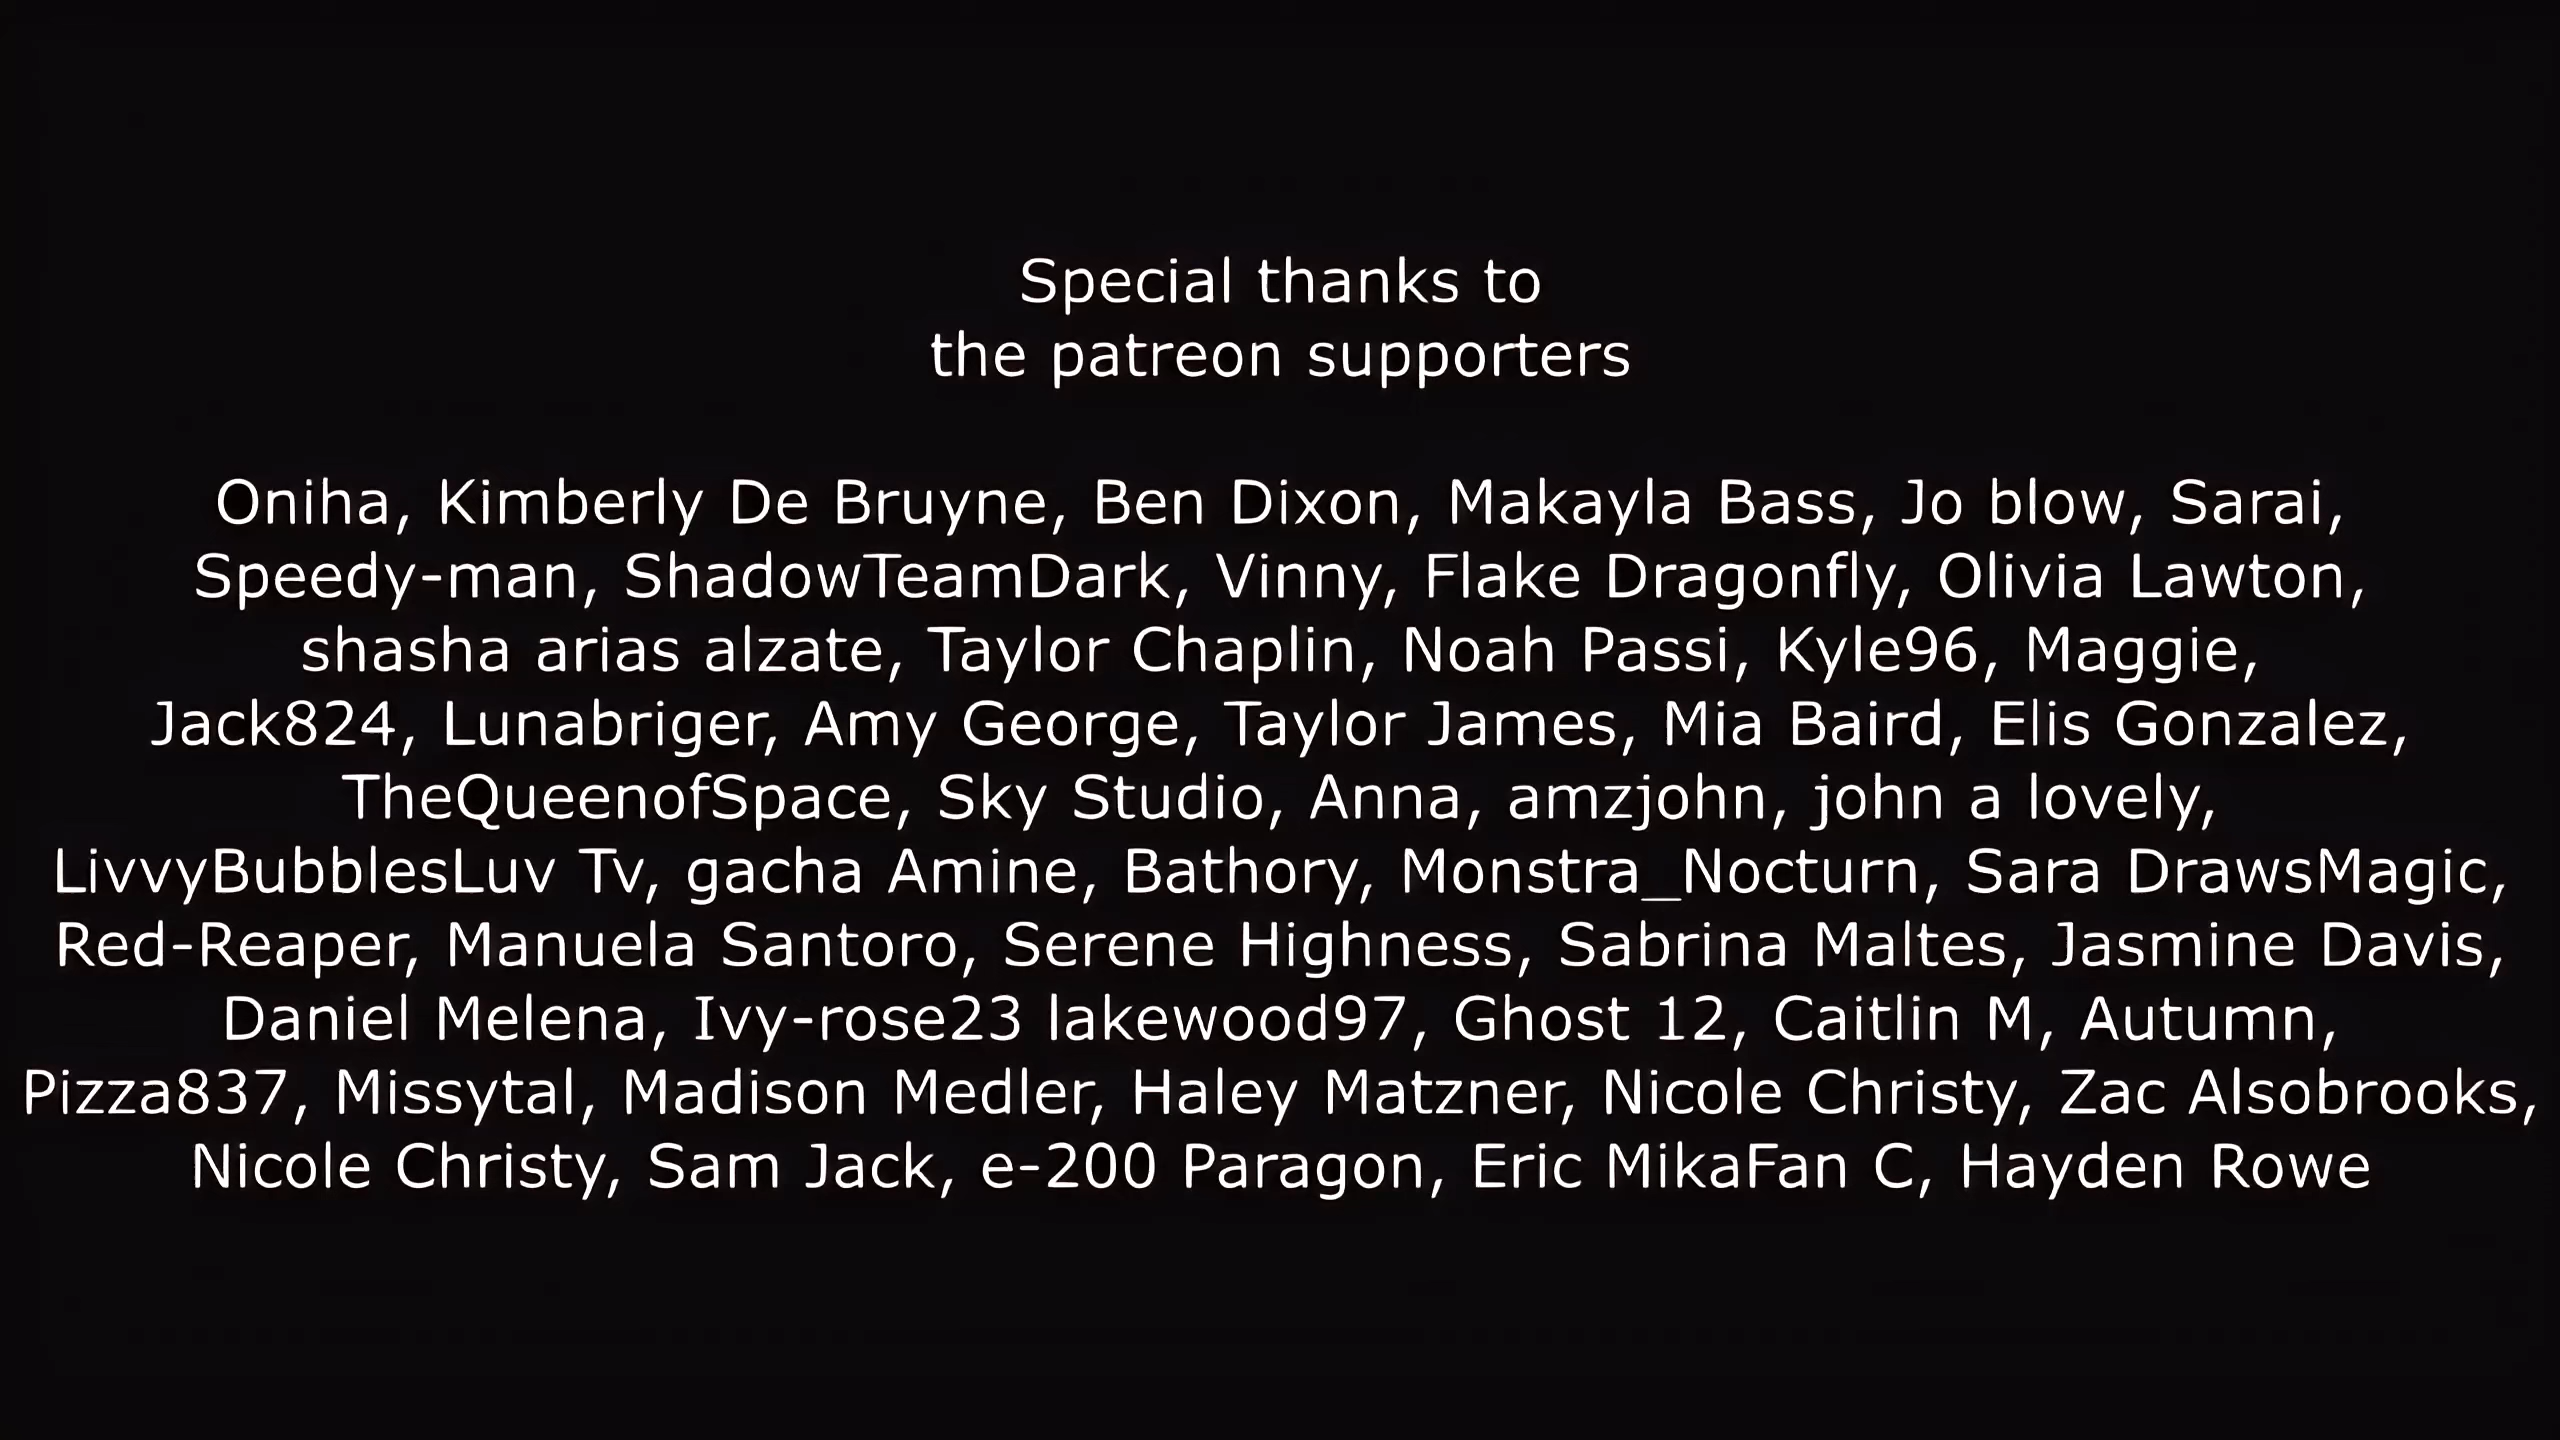 Special thanks to
the patreon supporters
Oniha, Kimberly De Bruyne, Ben Dixon, Makayla Bass, Jo blow, Sarai,
Speedy-man, ShadowTeamDark, Vinny, Flake Dragonfly, Olivia Lawton,
shasha arias alzate, Taylor Chaplin, Noah Passi, Kyle96, Maggie,
Jack824, Lunabriger, Amy George, Taylor James, Mia Baird, Elis Gonzalez,
TheQueenofSpace, Sky Studio, Anna, amzjohn, john a lovely,
LivvyBubblesLuv Tv, gacha Amine, Bathory, Monstra_Nocturn, Sara DrawsMagic,
Red-Reaper, Manuela Santoro, Serene Highness, Sabrina Maltes, Jasmine Davis,
Daniel Melena, Ivy-rose23 lakewood97, Ghost 12, Caitlin M, Autumn,
Pizza837, Missytal, Madison Medler, Haley Matzner, Nicole Christy, Zac Alsobrooks,
Nicole Christy, Sam Jack, e-200 Paragon, Eric MikaFan C, Hayden Rowe